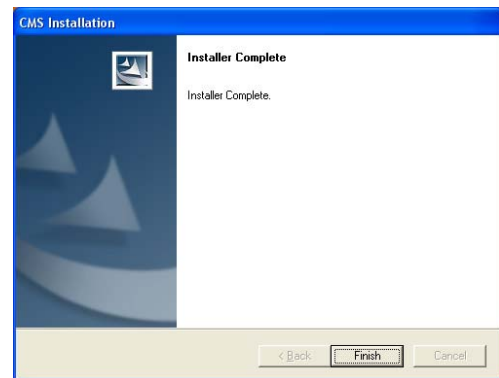 CMS Installation
Installer Complete
Installer Complete.
< Back
Finish
Cancel